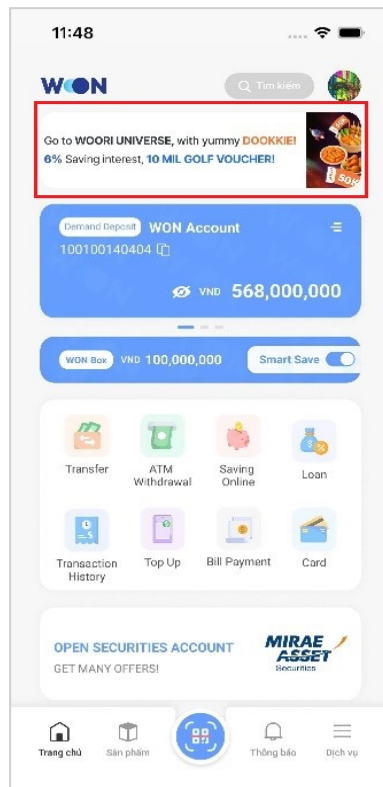 11:48
WOON
Tìm kiếm
Go to WOORI UNIVERSE, with yummy DOOKKIE!
6% Saving interest, 10 MIL GOLF VOUCHER!
50K
Demand Deposit WON Account
100100140404
VND 568,000,000
WON Box VND 100,000,000 Smart Save
Transfer
ATM Withdrawal
Saving Online
Loan
Transaction History
Top Up
Bill Payment
Card
OPEN SECURITIES ACCOUNT
GET MANY OFFERS!
MIRAE
ASSET
Securities
Trang chủ
Sản phẩm
Thông báo
Dịch vụ